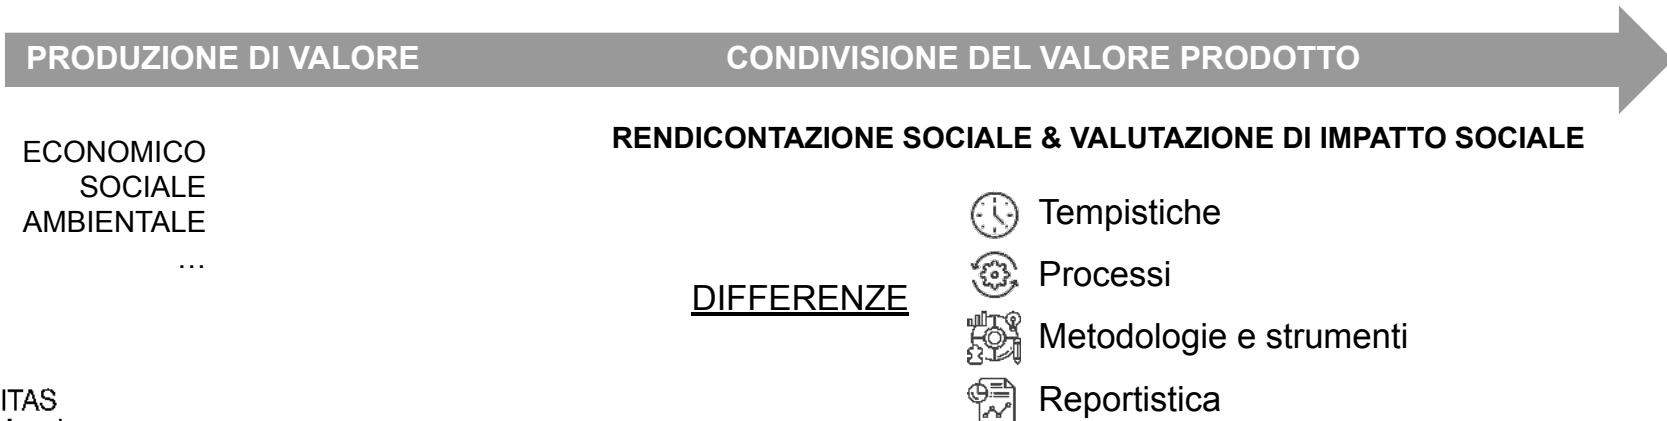 PRODUZIONE DI VALORE
CONDIVISIONE DEL VALORE PRODOTTO
RENDICONTAZIONE SOCIALE & VALUTAZIONE DI IMPATTO SOCIALE
ECONOMICO
SOCIALE
AMBIENTALE
…
DIFFERENZE
Tempistiche
Processi
Metodologie e strumenti
Reportistica
ITAS